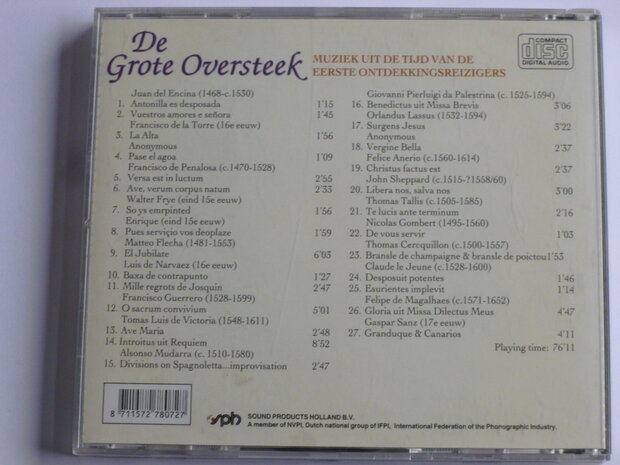 De
Grote Oversteek
MUZIEK UIT DE TIJD VAN DE
EERSTE ONTDEKKINGSREIZIGERS
COMPACT
disc
DIGITAL AUDIO
Juan del Encina (1468-c.1530)
1. Antonilla es desposada 1'15
2. Vuestros amores e señora 1'45
Francisco de la Torre (16e eeuw)
3. La Alta 1'56
Anonymous
4. Pase el agoa 1'09
Francisco de Penalosa (c.1470-1528)
5. Versa est in luctum 2'55
6. Ave, verum corpus natum 2'33
Walter Frye (eind 15e eeuw)
7. So ys emrpinted 1'56
Enrique (eind 15e eeuw)
8. Pues serviçio vos deoplaze 1'59
Matteo Flecha (1481-1553)
9. El Jubilate 6'03
Luis de Narvaez (16e eeuw)
10. Baxa de contrapunto 1'27
11. Mille regrots de Josquin 2'47
Francisco Guerrero (1528-1599)
12. O sacrum convivium 5'01
Tomas Luis de Victoria (1548-1611)
13. Ave Maria 2'48
14. Introitus uit Requiem 8'52
Alsonso Mudarra (c. 1510-1580)
15. Divisions on Spagnoletta...improvisation 2'47
Giovanni Pierluigi da Palestrina (c. 1525-1594)
16. Benedictus uit Missa Brevis 3'06
Orlandus Lassus (1532-1594)
17. Surgens Jesus 3'22
Anonymous
18. Vergine Bella 2'37
Felice Anerio (c.1560-1614)
19. Christus factus est 2'37
John Sheppard (c.1515-?1558/60)
20. Libera nos, salva nos 3'00
Thomas Tallis (c.1505-1585)
21. Te lucis ante terminum 2'16
Nicolas Gombert (1495-1560)
22. De vous servir 1'03
Thomas Cercquillon (c.1500-1557)
23. Bransle de champaigne & bransle de poictou 1'53
Claude le Jeune (c.1528-1600)
24. Desposuit potentes 1'46
25. Esurientes implevit 1'14
Felipe de Magalhaes (c.1571-1652)
26. Gloria uit Missa Dilectus Meus 4'47
Gaspar Sanz (17e eeuw)
27. Granduque & Canarios 4'11
Playing time: 76'11
8 711572 780727
sph
SOUND PRODUCTS HOLLAND B.V.
A member of NVPI, Dutch national group of IFPI, International Federation of the Phonographic Industry.